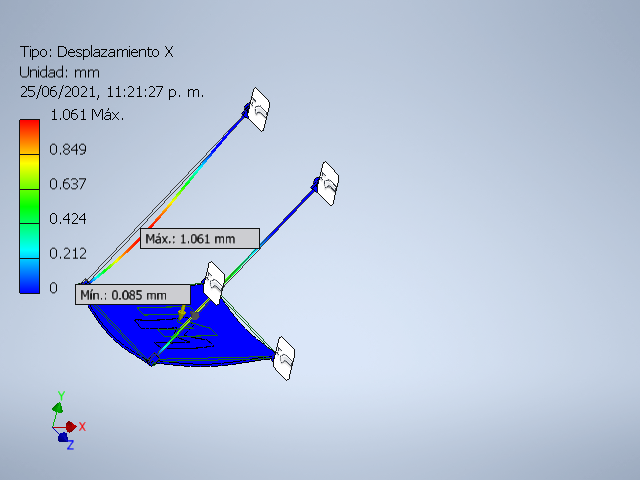 Tipo: Desplazamiento X
Unidad: mm
25/06/2021, 11:21:27 p. m.
1.061 Máx.
0.849
0.637
0.424
0.212
0
Máx.: 1.061 mm
Mín.: 0.085 mm
Y
X
Z